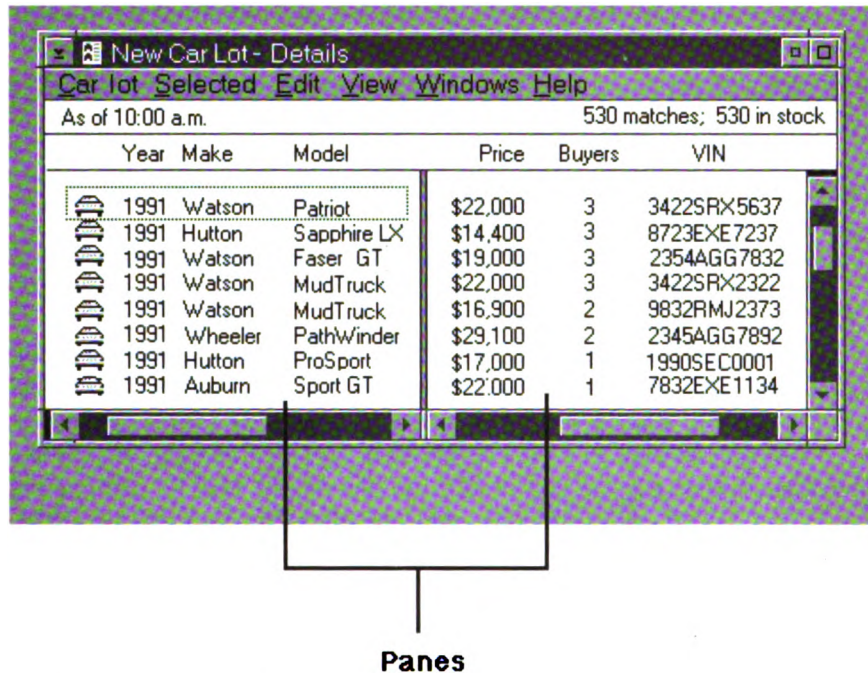 New Car Lot - Details
Car lot Selected Edit View Windows Help
As of 10:00 a.m. 530 matches; 530 in stock
Year Make Model Price Buyers VIN
1991 Watson Patriot $22,000 3 3422SRX5637
1991 Hutton Sapphire LX $14,400 3 8723EXE7237
1991 Watson Faser GT $19,000 3 2354AGG7832
1991 Watson MudTruck $22,000 3 3422SRX2322
1991 Watson MudTruck $16,900 2 9832RMJ2373
1991 Wheeler PathWinder $29,100 2 2345AGG7892
1991 Hutton ProSport $17,000 1 1990SEC0001
1991 Auburn Sport GT $22,000 1 7832EXE1134
Panes